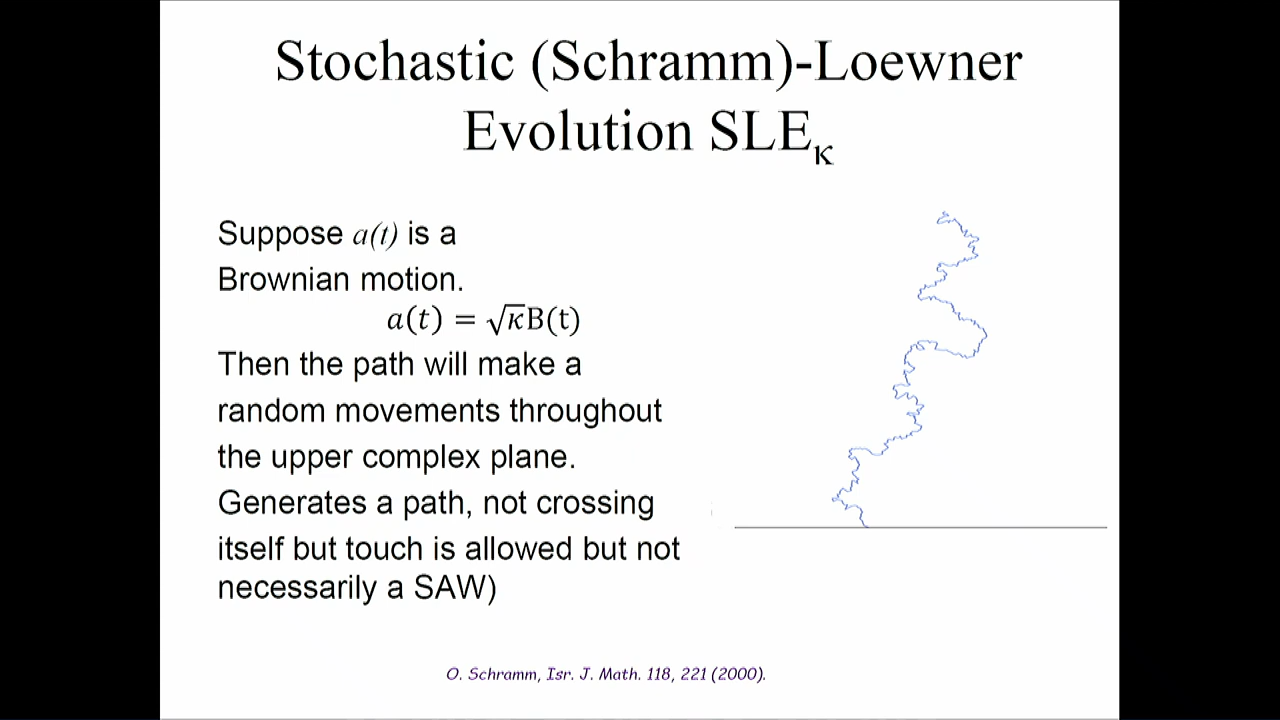 Stochastic (Schramm)-Loewner
Evolution SLEκ
Suppose a(t) is a
Brownian motion.
a(t) = √κB(t)
Then the path will make a
random movements throughout
the upper complex plane.
Generates a path, not crossing
itself but touch is allowed but not
necessarily a SAW)
O. Schramm, Isr. J. Math. 118, 221 (2000).